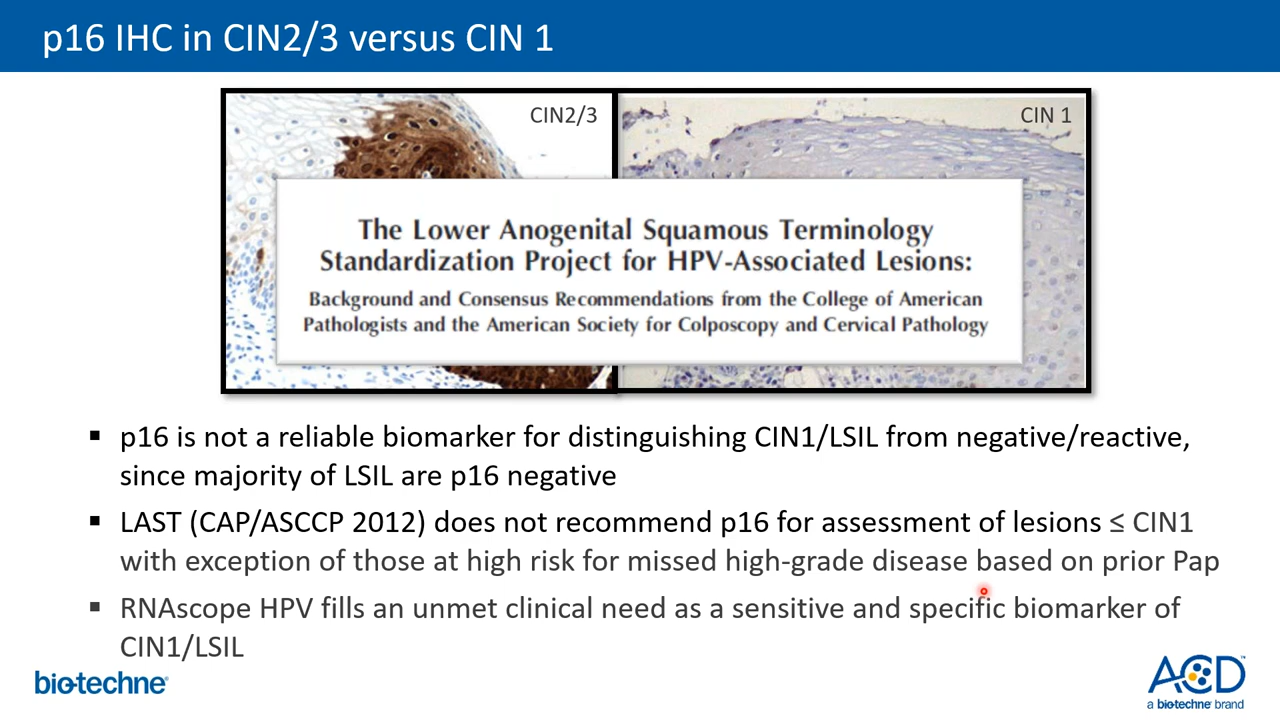 p16 IHC in CIN2/3 versus CIN 1
CIN2/3
CIN 1
The Lower Anogenital Squamous Terminology
Standardization Project for HPV-Associated Lesions:
Background and Consensus Recommendations from the College of American
Pathologists and the American Society for Colposcopy and Cervical Pathology
▪ p16 is not a reliable biomarker for distinguishing CIN1/LSIL from negative/reactive,
since majority of LSIL are p16 negative
▪ LAST (CAP/ASCCP 2012) does not recommend p16 for assessment of lesions ≤ CIN1
with exception of those at high risk for missed high-grade disease based on prior Pap
▪ RNAscope HPV fills an unmet clinical need as a sensitive and specific biomarker of
CIN1/LSIL
bio-techne®
ACD™
a bio-techne® brand